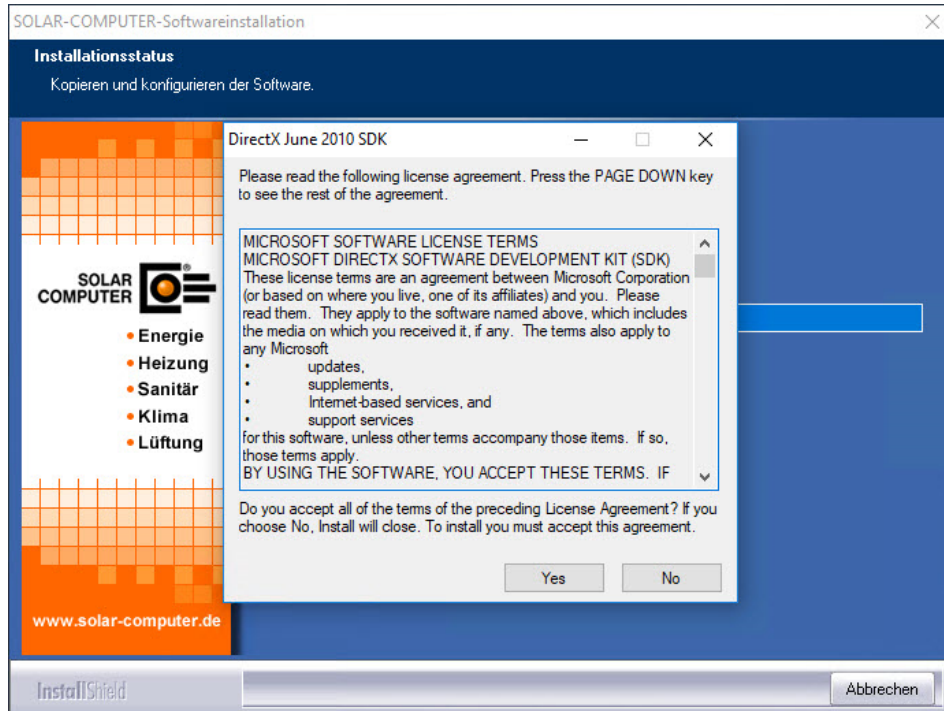 SOLAR-COMPUTER-Softwareinstallation
Installationsstatus
Kopieren und konfigurieren der Software.
DirectX June 2010 SDK
Please read the following license agreement. Press the PAGE DOWN key
to see the rest of the agreement.
MICROSOFT SOFTWARE LICENSE TERMS
MICROSOFT DIRECTX SOFTWARE DEVELOPMENT KIT (SDK)
These license terms are an agreement between Microsoft Corporation
(or based on where you live, one of its affiliates) and you.  Please
read them.  They apply to the software named above, which includes
the media on which you received it, if any.  The terms also apply to
any Microsoft
• updates,
• supplements,
• Internet-based services, and
• support services
for this software, unless other terms accompany those items.  If so,
those terms apply.
BY USING THE SOFTWARE, YOU ACCEPT THESE TERMS.  IF
Do you accept all of the terms of the preceding License Agreement? If you
choose No, Install will close. To install you must accept this agreement.
Yes
No
SOLAR
COMPUTER
®
• Energie
• Heizung
• Sanitär
• Klima
• Lüftung
www.solar-computer.de
InstallShield
Abbrechen